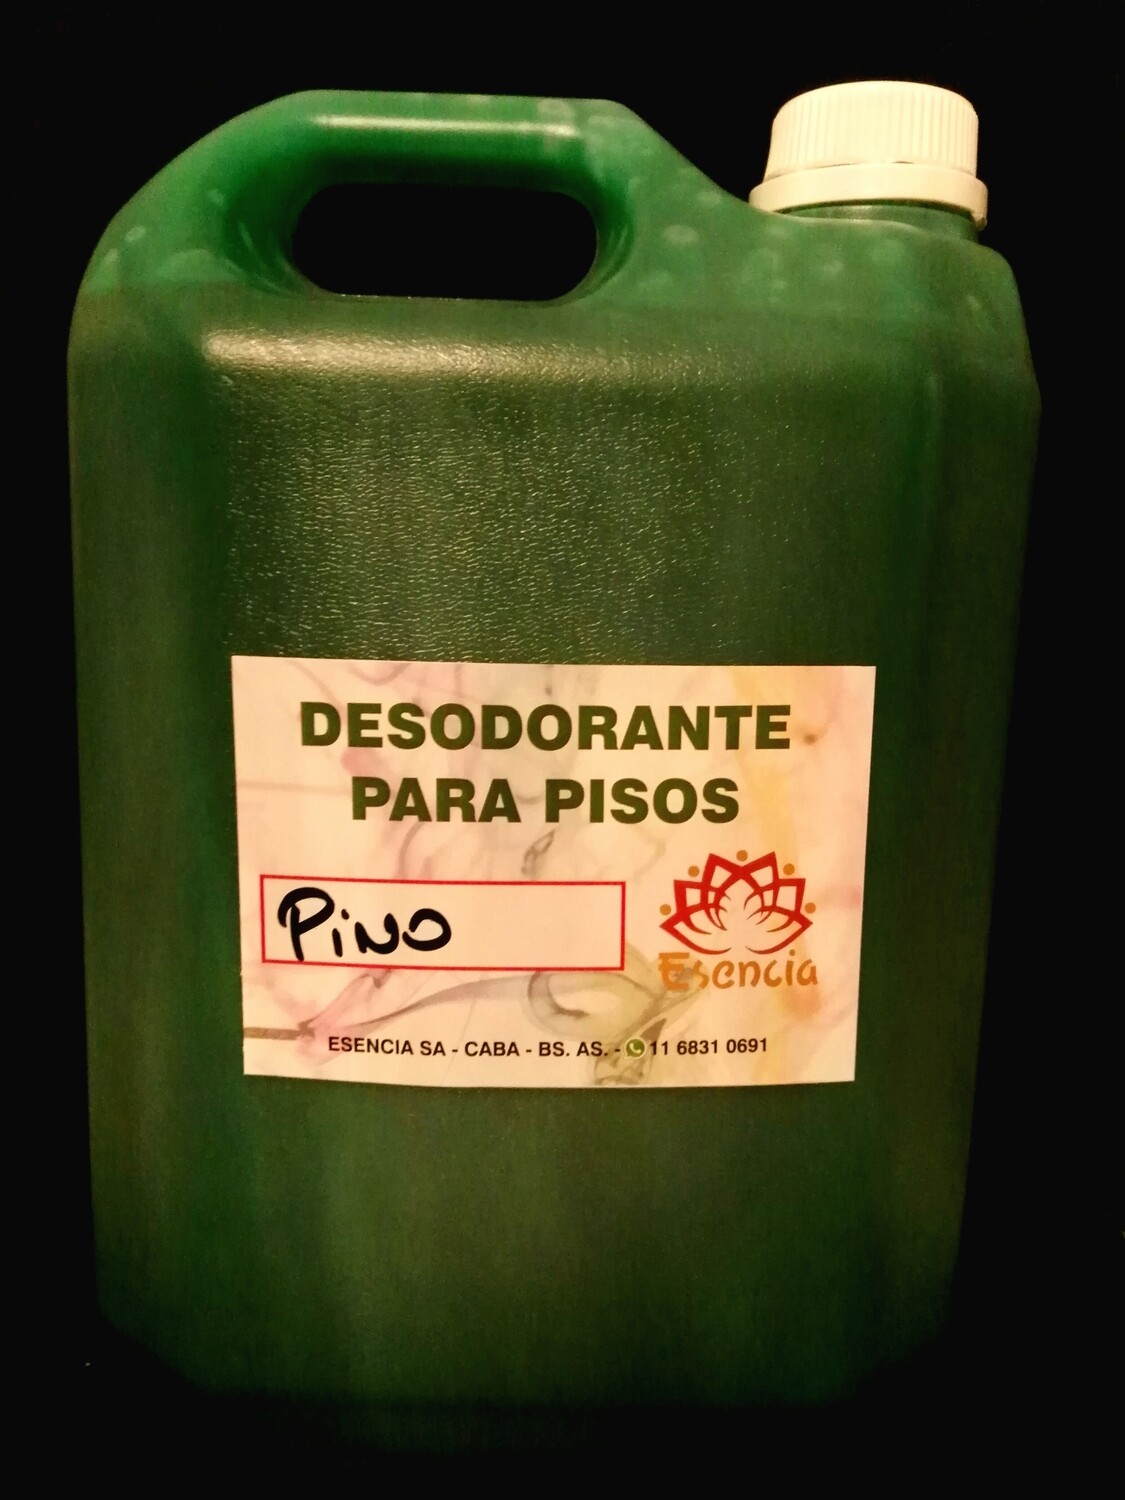 DESODORANTE
PARA PISOS
PiNO
Esencia
ESENCIA SA - CABA - BS. AS. - 11 6831 0691